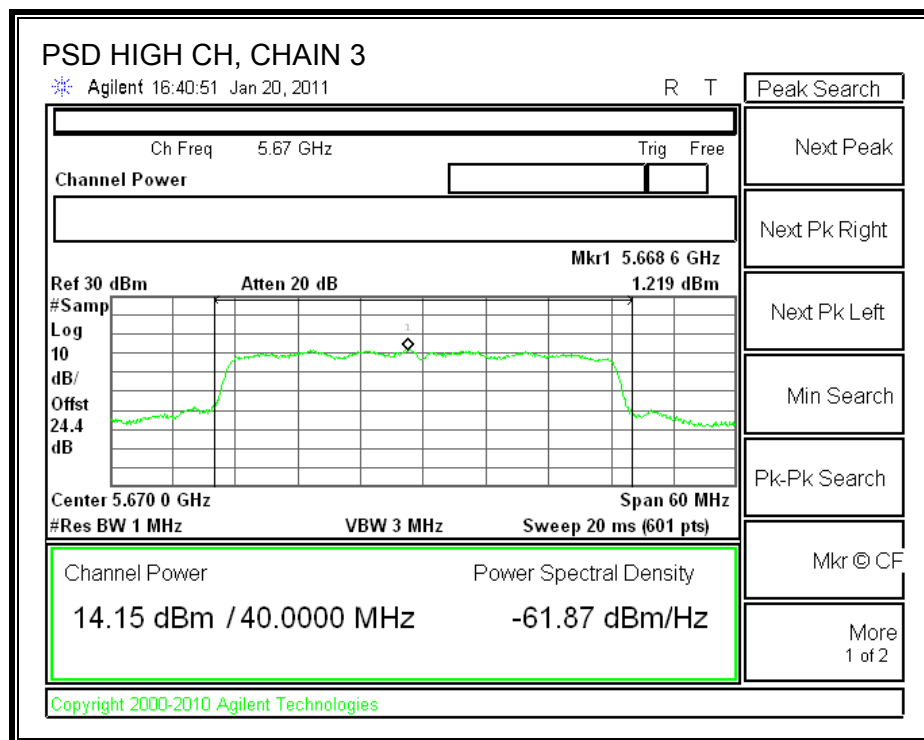 PSD HIGH CH, CHAIN 3
Agilent 16:40:51 Jan 20, 2011 R T
Peak Search
Ch Freq 5.67 GHz Trig Free
Next Peak
Channel Power
Next Pk Right
Mkr1 5.668 6 GHz
Ref 30 dBm Atten 20 dB 1.219 dBm
#Samp
Log
10
dB/
Offst
24.4
dB
1
Next Pk Left
Min Search
Pk-Pk Search
Center 5.670 0 GHz Span 60 MHz
#Res BW 1 MHz VBW 3 MHz Sweep 20 ms (601 pts)
Mkr © CF
Channel Power Power Spectral Density
14.15 dBm / 40.0000 MHz -61.87 dBm/Hz
More
1 of 2
Copyright 2000-2010 Agilent Technologies